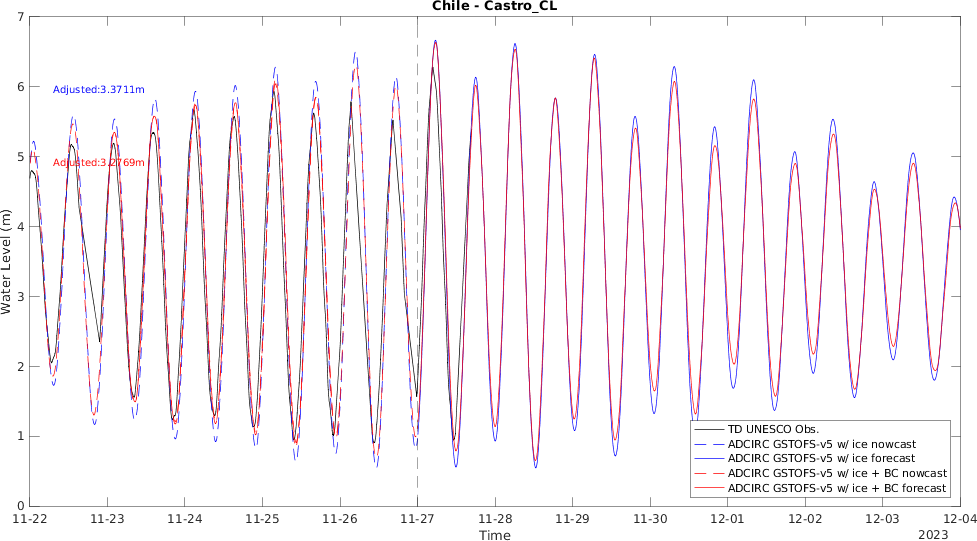 Chile - Castro_CL
7
6
5
4
3
2
1
0
Water Level (m)
Adjusted:3.3711m
Adjusted:3.2769m
TD UNESCO Obs.
ADCIRC GSTOFS-v5 w/ ice nowcast
ADCIRC GSTOFS-v5 w/ ice forecast
ADCIRC GSTOFS-v5 w/ ice + BC nowcast
ADCIRC GSTOFS-v5 w/ ice + BC forecast
11-22 11-23 11-24 11-25 11-26 11-27 11-28 11-29 11-30 12-01 12-02 12-03 12-04
Time
2023